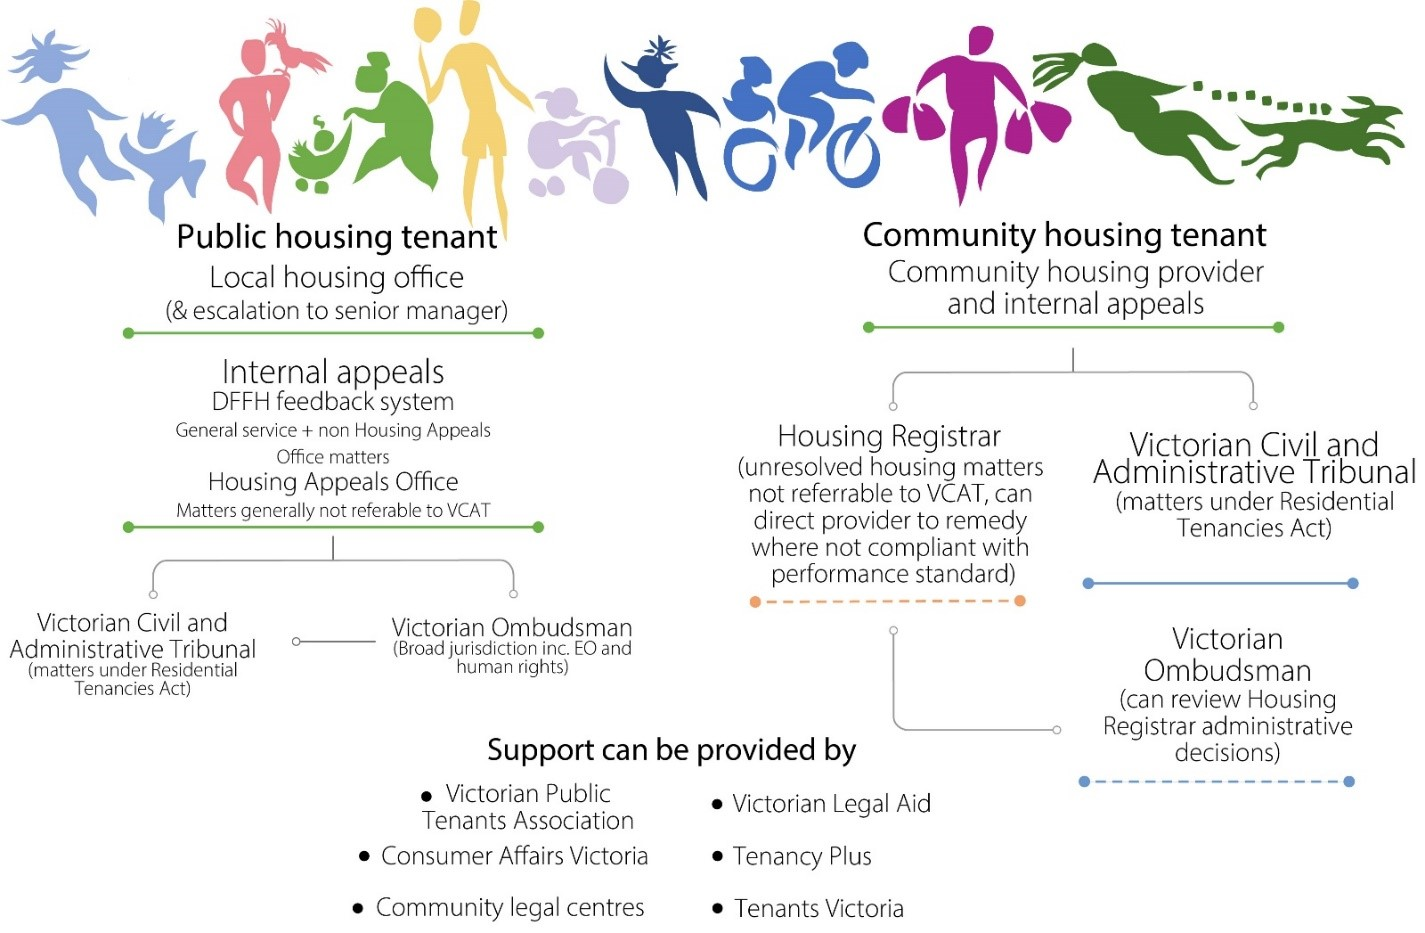 Public housing tenant
Local housing office
(& escalation to senior manager)
Internal appeals
DFFH feedback system
General service + non Housing Appeals
Office matters
Housing Appeals Office
Matters generally not referable to VCAT
Victorian Civil and
Administrative Tribunal
(matters under Residential
Tenancies Act)
Victorian Ombudsman
(Broad jurisdiction inc. EO and
human rights)
Community housing tenant
Community housing provider
and internal appeals
Housing Registrar
(unresolved housing matters
not referrable to VCAT, can
direct provider to remedy
where not compliant with
performance standard)
Victorian Civil and
Administrative Tribunal
(matters under Residential
Tenancies Act)
Victorian
Ombudsman
(can review Housing
Registrar administrative
decisions)
Support can be provided by
• Victorian Public
Tenants Association
• Consumer Affairs Victoria
• Community legal centres
• Victorian Legal Aid
• Tenancy Plus
• Tenants Victoria